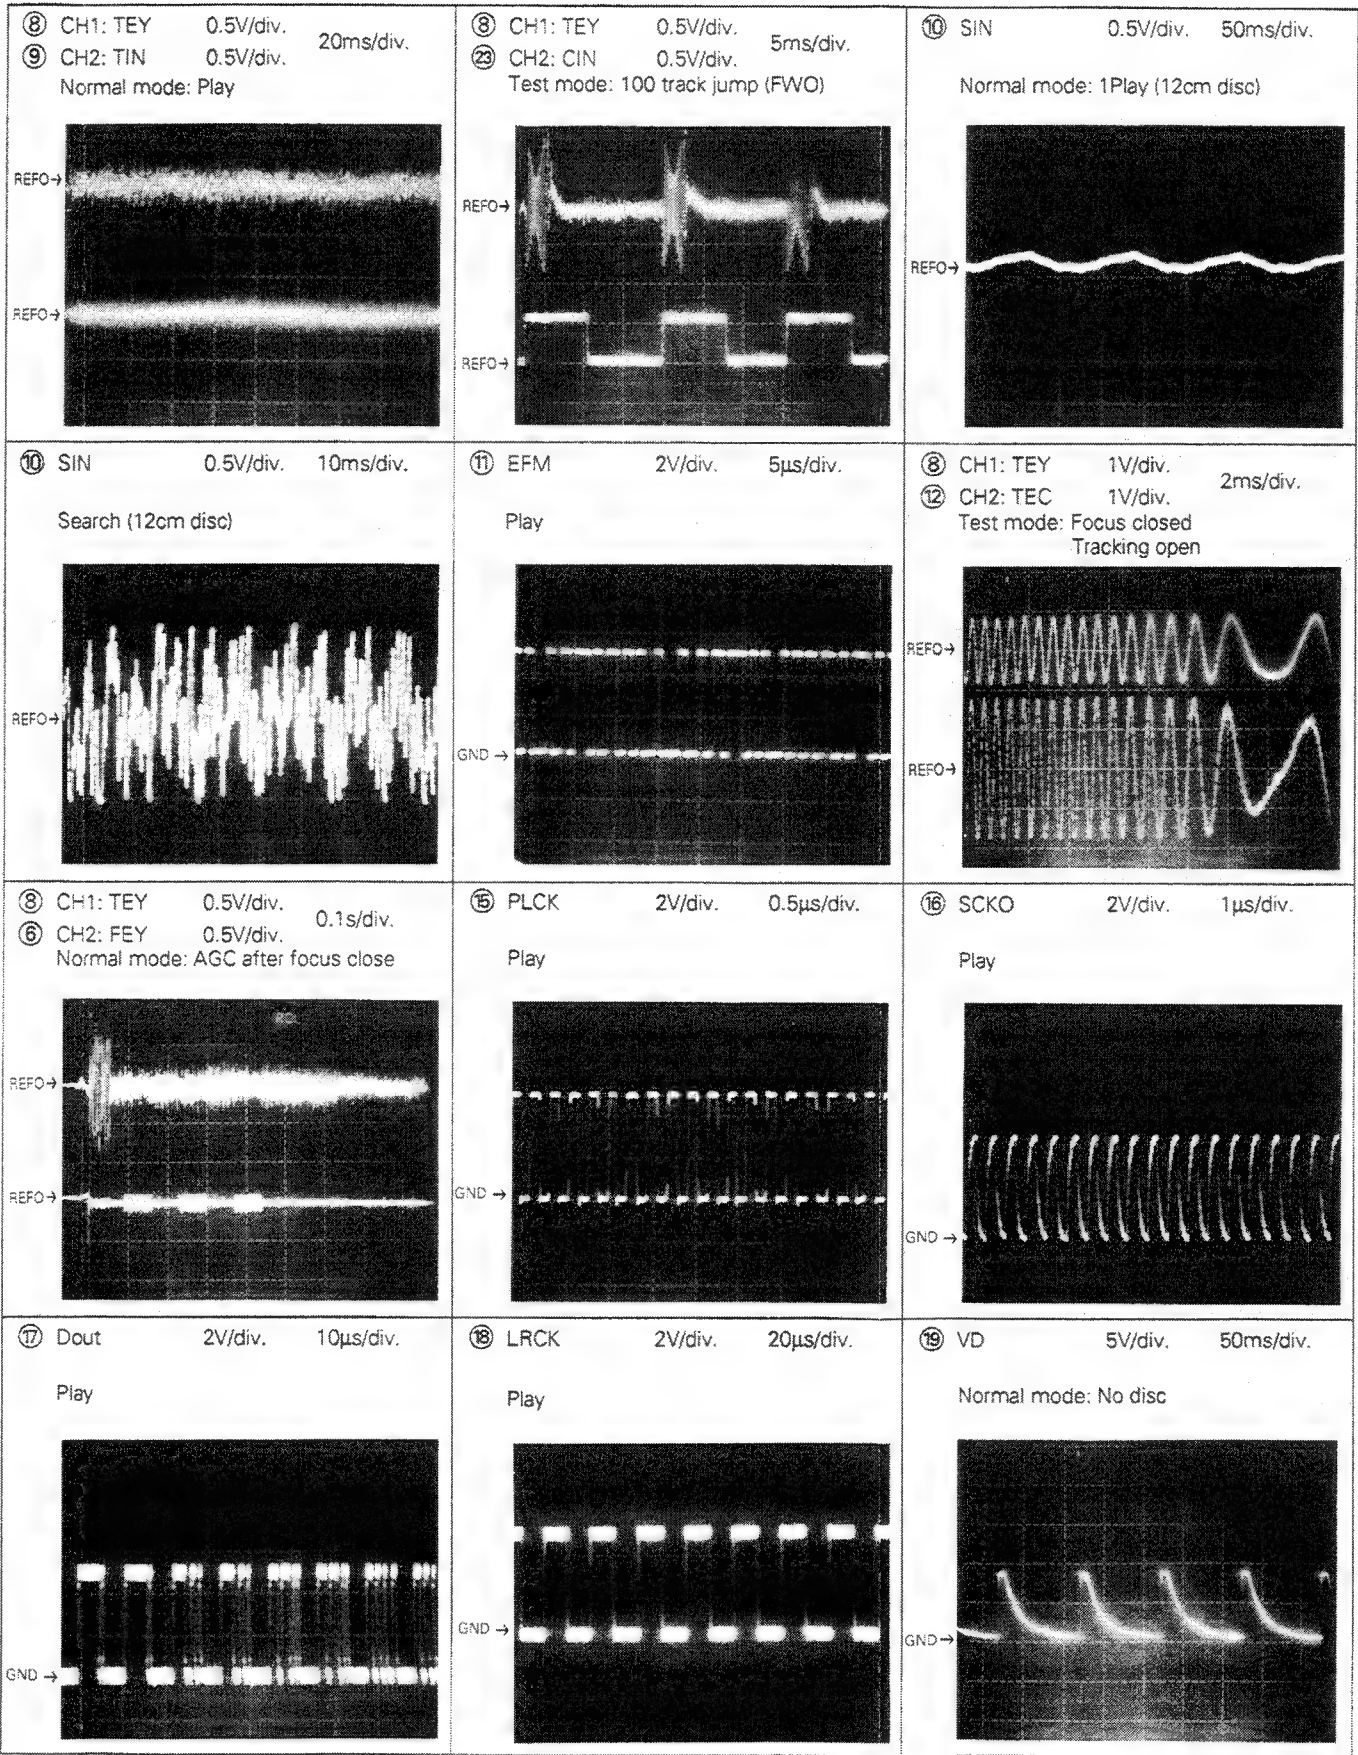 ⑧ CH1: TEY 0.5V/div. 20ms/div.
⑨ CH2: TIN 0.5V/div.
Normal mode: Play
REFO→
REFO→
⑧ CH1: TEY 0.5V/div. 5ms/div.
㉓ CH2: CIN 0.5V/div.
Test mode: 100 track jump (FWO)
REFO→
REFO→
⑩ SIN 0.5V/div. 50ms/div.
Normal mode: 1Play (12cm disc)
REFO→
⑩ SIN 0.5V/div. 10ms/div.
Search (12cm disc)
REFO→
⑪ EFM 2V/div. 5µs/div.
Play
GND →
⑧ CH1: TEY 1V/div. 2ms/div.
⑫ CH2: TEC 1V/div.
Test mode: Focus closed
Tracking open
REFO→
REFO→
⑧ CH1: TEY 0.5V/div. 0.1s/div.
⑥ CH2: FEY 0.5V/div.
Normal mode: AGC after focus close
REFO→
REFO→
⑮ PLCK 2V/div. 0.5µs/div.
Play
GND →
⑯ SCKO 2V/div. 1µs/div.
Play
GND →
⑰ Dout 2V/div. 10µs/div.
Play
GND →
⑱ LRCK 2V/div. 20µs/div.
Play
GND →
⑲ VD 5V/div. 50ms/div.
Normal mode: No disc
GND→